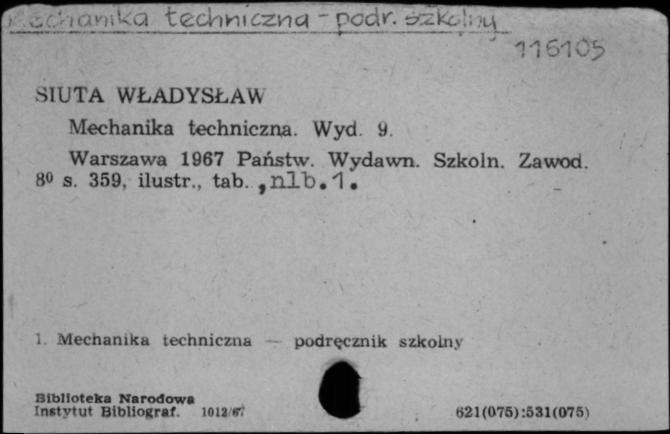 Mechanika techniczna - podr. szkolny
116105
SIUTA WŁADYSŁAW
Mechanika techniczna. Wyd. 9.
Warszawa 1967 Państw. Wydawn. Szkoln. Zawod.
8⁰ s. 359, ilustr., tab. ,nlb.1.
1. Mechanika techniczna — podręcznik szkolny
Biblioteka Narodowa
Instytut Bibliograf. 1012/67
621(075):531(075)